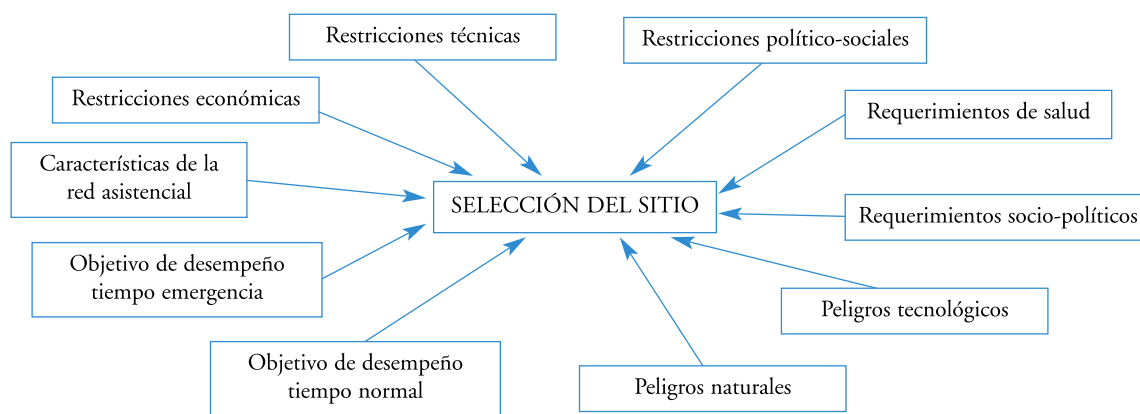 Restricciones técnicas
Restricciones político-sociales
Restricciones económicas
Requerimientos de salud
Características de la
red asistencial
SELECCIÓN DEL SITIO
Requerimientos socio-políticos
Objetivo de desempeño
tiempo emergencia
Peligros tecnológicos
Objetivo de desempeño
tiempo normal
Peligros naturales